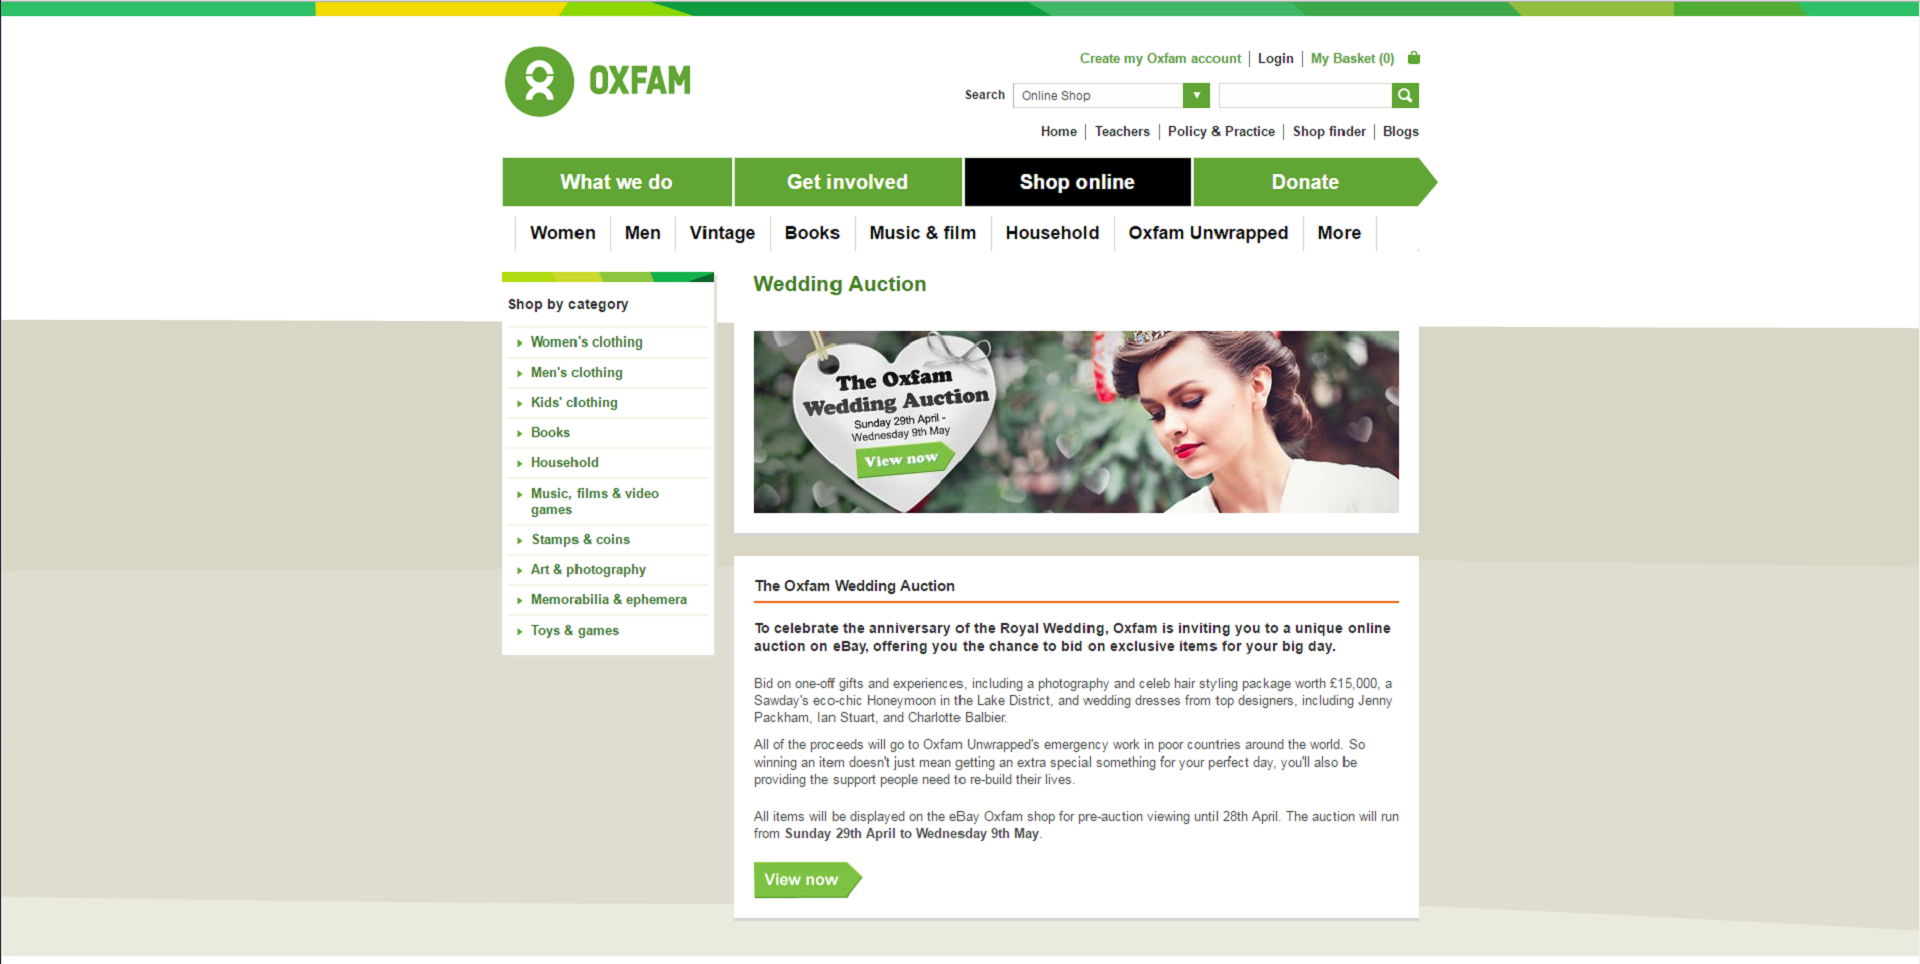 OXFAM
Create my Oxfam account
Login
My Basket (0)
Search
Online Shop
Home
Teachers
Policy & Practice
Shop finder
Blogs
What we do
Get involved
Shop online
Donate
Women
Men
Vintage
Books
Music & film
Household
Oxfam Unwrapped
More
Shop by category
Women's clothing
Men's clothing
Kids' clothing
Books
Household
Music, films & video
games
Stamps & coins
Art & photography
Memorabilia & ephemera
Toys & games
Wedding Auction
The Oxfam
Wedding Auction
Sunday 29th April -
Wednesday 9th May
View now
The Oxfam Wedding Auction
To celebrate the anniversary of the Royal Wedding, Oxfam is inviting you to a unique online
auction on eBay, offering you the chance to bid on exclusive items for your big day.
Bid on one-off gifts and experiences, including a photography and celeb hair styling package worth £15,000, a
Sawday's eco-chic Honeymoon in the Lake District, and wedding dresses from top designers, including Jenny
Packham, Ian Stuart, and Charlotte Balbier.
All of the proceeds will go to Oxfam Unwrapped's emergency work in poor countries around the world. So
winning an item doesn't just mean getting an extra special something for your perfect day, you'll also be
providing the support people need to re-build their lives.
All items will be displayed on the eBay Oxfam shop for pre-auction viewing until 28th April. The auction will run
from Sunday 29th April to Wednesday 9th May.
View now